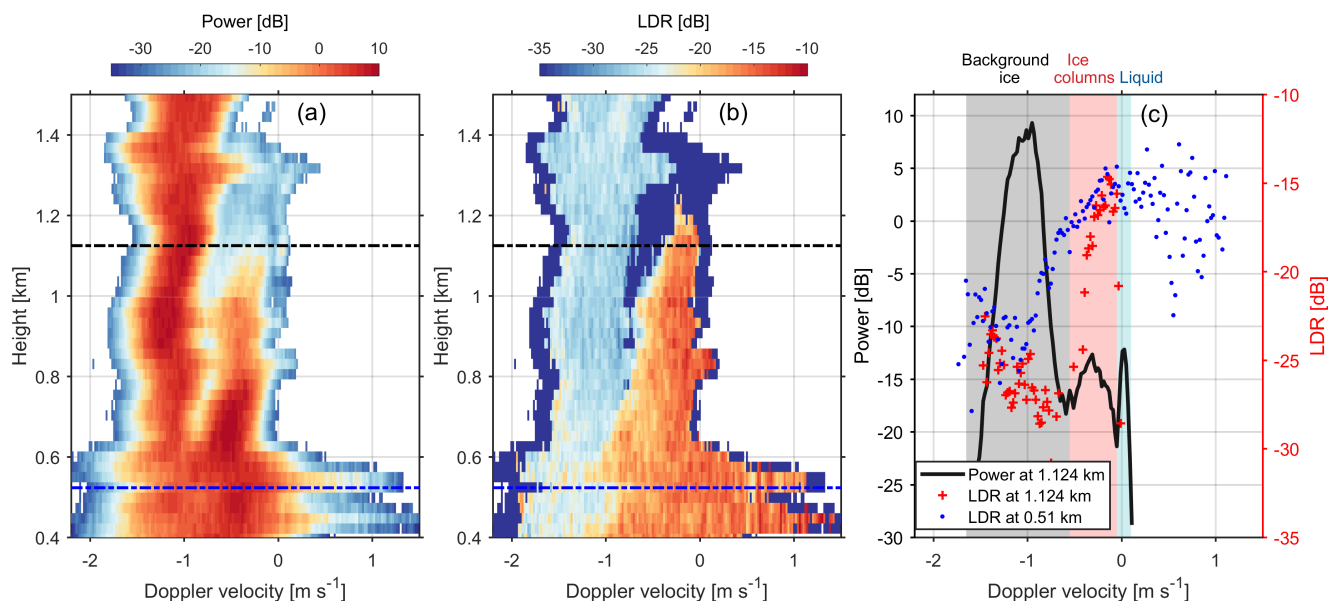 Power [dB]
-30 -20 -10 0 10
(a)
1.4
1.2
1
0.8
0.6
0.4
Height [km]
-2 -1 0 1
Doppler velocity [m s-1]
LDR [dB]
-35 -30 -25 -20 -15 -10
(b)
1.4
1.2
1
0.8
0.6
0.4
Height [km]
-2 -1 0 1
Doppler velocity [m s-1]
Background
ice
Ice
columns
Liquid
(c)
10
5
0
-5
-10
-15
-20
-25
-30
Power [dB]
-10
-15
-20
-25
-30
-35
LDR [dB]
Power at 1.124 km
LDR at 1.124 km
LDR at 0.51 km
-2 -1 0 1
Doppler velocity [m s-1]